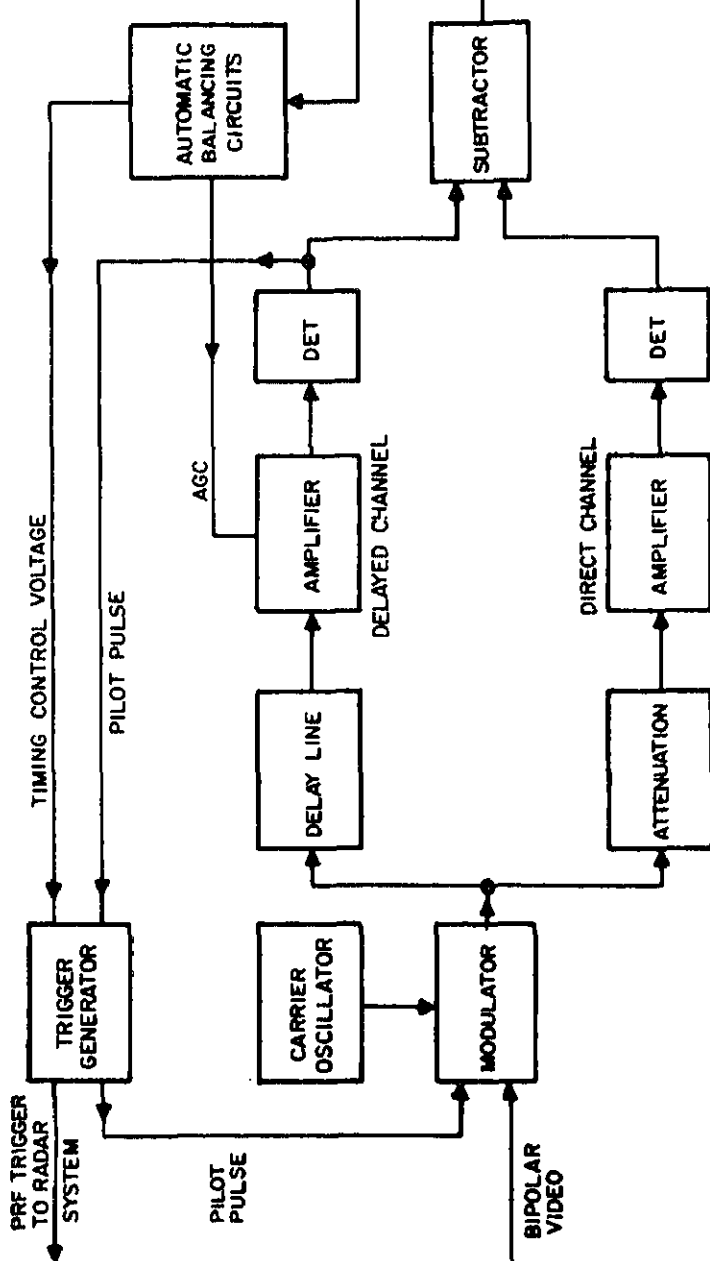 PRF TRIGGER
TO RADAR
SYSTEM
TRIGGER
GENERATOR
TIMING CONTROL VOLTAGE
PILOT PULSE
AUTOMATIC
BALANCING
CIRCUITS
PILOT
PULSE
CARRIER
OSCILLATOR
AGC
DELAY LINE
AMPLIFIER
DET
DELAYED CHANNEL
BIPOLAR
VIDEO
MODULATOR
SUBTRACTOR
DIRECT CHANNEL
ATTENUATION
AMPLIFIER
DET